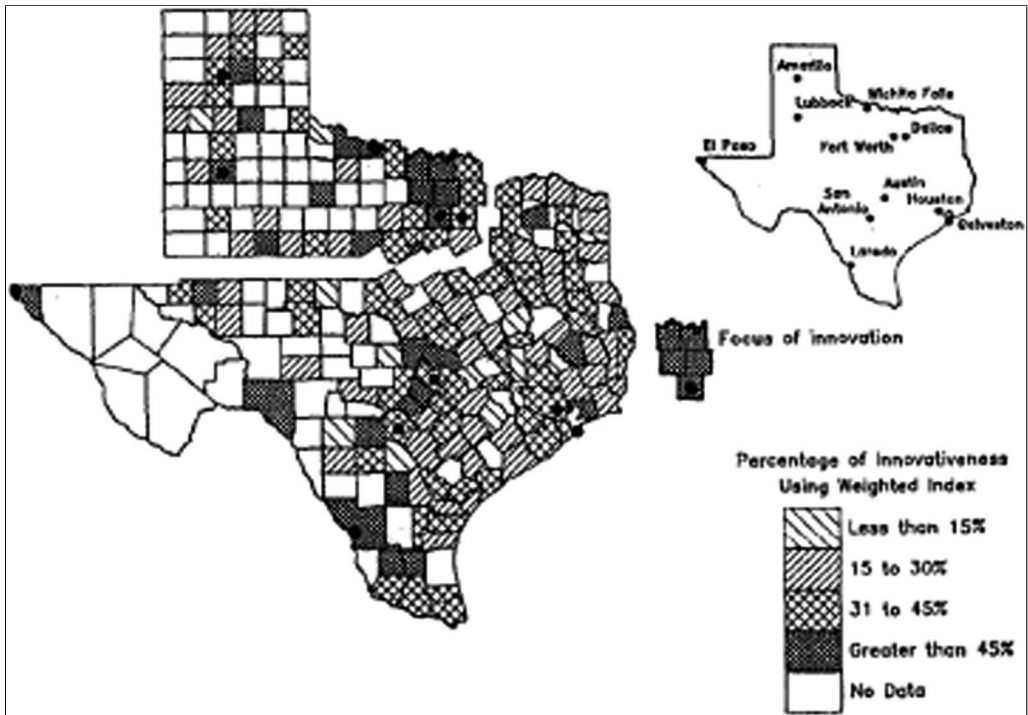 Amarillo
Lubbock
Wichita Falls
El Paso
Dallas
Fort Worth
Austin
San
Antonio
Houston
Galveston
Laredo
Focus of innovation
Percentage of Innovativeness
Using Weighted Index
Less than 15%
15 to 30%
31 to 45%
Greater than 45%
No Data